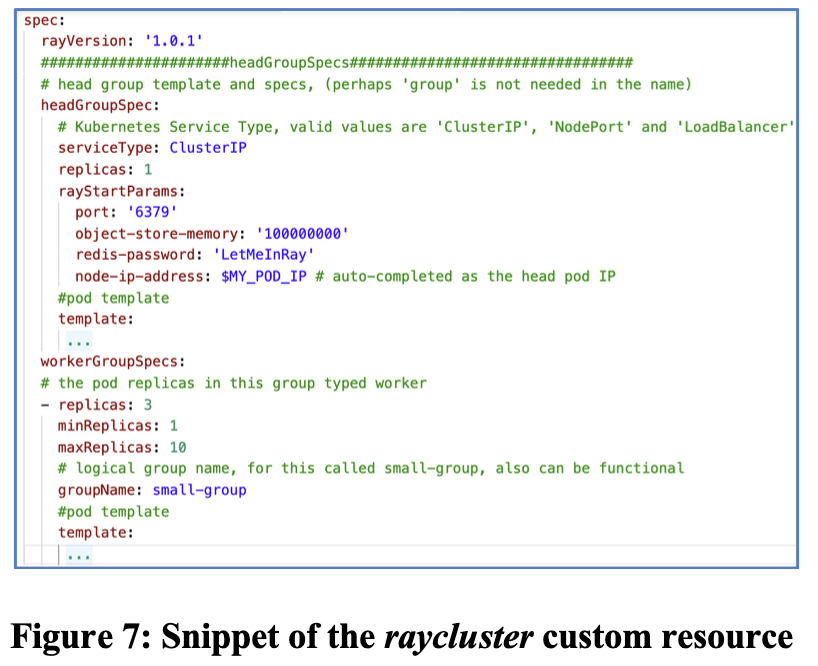 spec:
rayVersion: '1.0.1'
######################headGroupSpecs#################################
# head group template and specs, (perhaps 'group' is not needed in the name)
headGroupSpec:
# Kubernetes Service Type, valid values are 'ClusterIP', 'NodePort' and 'LoadBalancer'
serviceType: ClusterIP
replicas: 1
rayStartParams:
port: '6379'
object-store-memory: '100000000'
redis-password: 'LetMeInRay'
node-ip-address: $MY_POD_IP # auto-completed as the head pod IP
#pod template
template:
...
workerGroupSpecs:
# the pod replicas in this group typed worker
- replicas: 3
minReplicas: 1
maxReplicas: 10
# logical group name, for this called small-group, also can be functional
groupName: small-group
#pod template
template:
...
Figure 7: Snippet of the raycluster custom resource